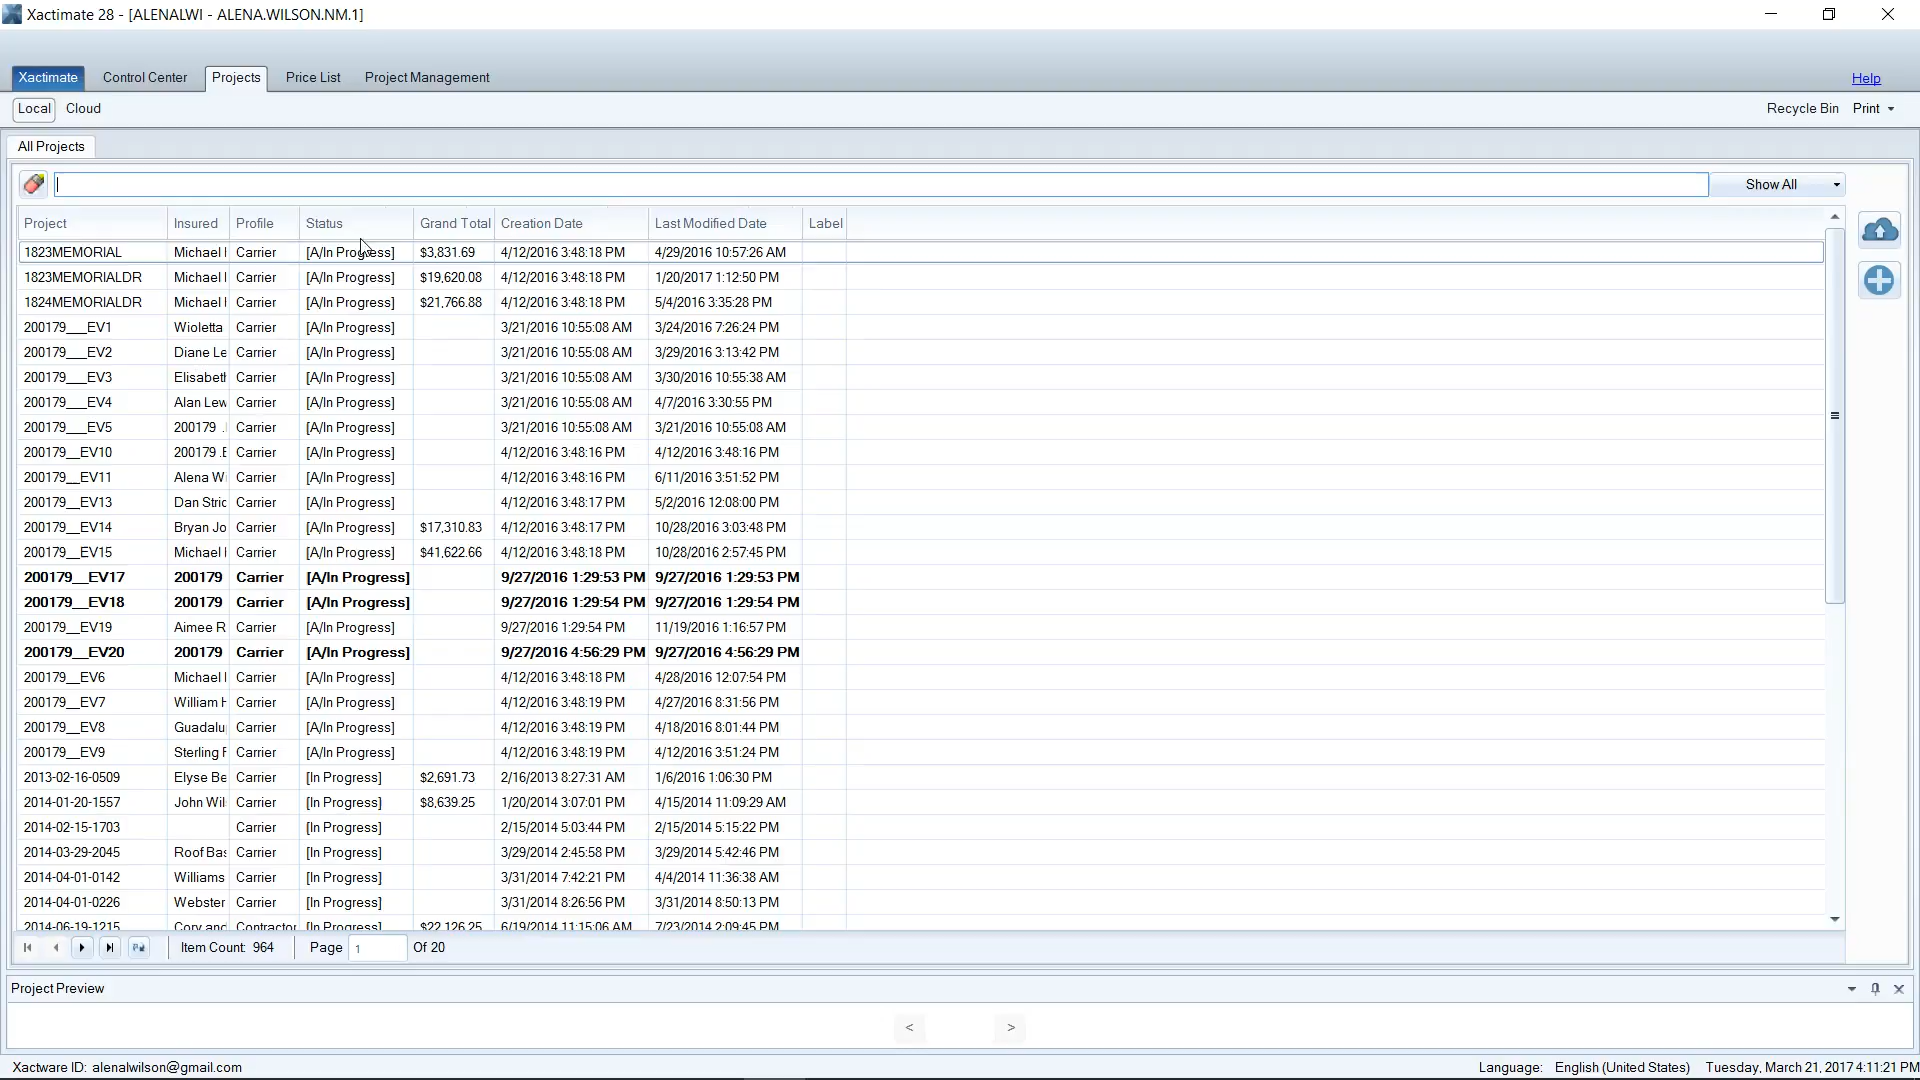 Xactimate 28 - [ALENALWI - ALENA.WILSON.NM.1]
Xactimate Control Center Projects Price List Project Management Help
Local Cloud Recycle Bin Print
All Projects
Show All
Project Insured Profile Status Grand Total Creation Date Last Modified Date Label
1823MEMORIAL Michael Carrier [A/In Progress] $3,831.69 4/12/2016 3:48:18 PM 4/29/2016 10:57:26 AM
1823MEMORIALDR Michael Carrier [A/In Progress] $19,620.08 4/12/2016 3:48:18 PM 1/20/2017 1:12:50 PM
1824MEMORIALDR Michael Carrier [A/In Progress] $21,766.88 4/12/2016 3:48:18 PM 5/4/2016 3:35:28 PM
200179___EV1 Wioletta Carrier [A/In Progress] 3/21/2016 10:55:08 AM 3/24/2016 7:26:24 PM
200179___EV2 Diane Le Carrier [A/In Progress] 3/21/2016 10:55:08 AM 3/29/2016 3:13:42 PM
200179___EV3 Elisabeth Carrier [A/In Progress] 3/21/2016 10:55:08 AM 3/30/2016 10:55:38 AM
200179___EV4 Alan Lew Carrier [A/In Progress] 3/21/2016 10:55:08 AM 4/7/2016 3:30:55 PM
200179___EV5 200179 . Carrier [A/In Progress] 3/21/2016 10:55:08 AM 3/21/2016 10:55:08 AM
200179__EV10 200179 .E Carrier [A/In Progress] 4/12/2016 3:48:16 PM 4/12/2016 3:48:16 PM
200179__EV11 Alena W Carrier [A/In Progress] 4/12/2016 3:48:16 PM 6/11/2016 3:51:52 PM
200179__EV13 Dan Stric Carrier [A/In Progress] 4/12/2016 3:48:17 PM 5/2/2016 12:08:00 PM
200179__EV14 Bryan Jo Carrier [A/In Progress] $17,310.83 4/12/2016 3:48:17 PM 10/28/2016 3:03:48 PM
200179__EV15 Michael Carrier [A/In Progress] $41,622.66 4/12/2016 3:48:18 PM 10/28/2016 2:57:45 PM
200179__EV17 200179 Carrier [A/In Progress] 9/27/2016 1:29:53 PM 9/27/2016 1:29:53 PM
200179__EV18 200179 Carrier [A/In Progress] 9/27/2016 1:29:54 PM 9/27/2016 1:29:54 PM
200179__EV19 Aimee R Carrier [A/In Progress] 9/27/2016 1:29:54 PM 11/19/2016 1:16:57 PM
200179__EV20 200179 Carrier [A/In Progress] 9/27/2016 4:56:29 PM 9/27/2016 4:56:29 PM
200179__EV6 Michael Carrier [A/In Progress] 4/12/2016 3:48:18 PM 4/28/2016 12:07:54 PM
200179__EV7 William H Carrier [A/In Progress] 4/12/2016 3:48:19 PM 4/27/2016 8:31:56 PM
200179__EV8 Guadalu Carrier [A/In Progress] 4/12/2016 3:48:19 PM 4/18/2016 8:01:44 PM
200179__EV9 Sterling F Carrier [A/In Progress] 4/12/2016 3:48:19 PM 4/12/2016 3:51:24 PM
2013-02-16-0509 Elyse Be Carrier [In Progress] $2,691.73 2/16/2013 8:27:31 AM 1/6/2016 1:06:30 PM
2014-01-20-1557 John Wil Carrier [In Progress] $8,639.25 1/20/2014 3:07:01 PM 4/15/2014 11:09:29 AM
2014-02-15-1703 Carrier [In Progress] 2/15/2014 5:03:44 PM 2/15/2014 5:15:22 PM
2014-03-29-2045 Roof Bas Carrier [In Progress] 3/29/2014 2:45:58 PM 3/29/2014 5:42:46 PM
2014-04-01-0142 Williams Carrier [In Progress] 3/31/2014 7:42:21 PM 4/4/2014 11:36:38 AM
2014-04-01-0226 Webster Carrier [In Progress] 3/31/2014 8:26:56 PM 3/31/2014 8:50:13 PM
2014-06-19-1215 Cory and Contractor [In Progress] $22,126.25 6/19/2014 11:15:06 AM 7/23/2014 2:09:45 PM
Item Count: 964 Page 1 Of 20
Project Preview
< >
Xactware ID: alenalwilson@gmail.com Language: English (United States) Tuesday, March 21, 2017 4:11:21 PM